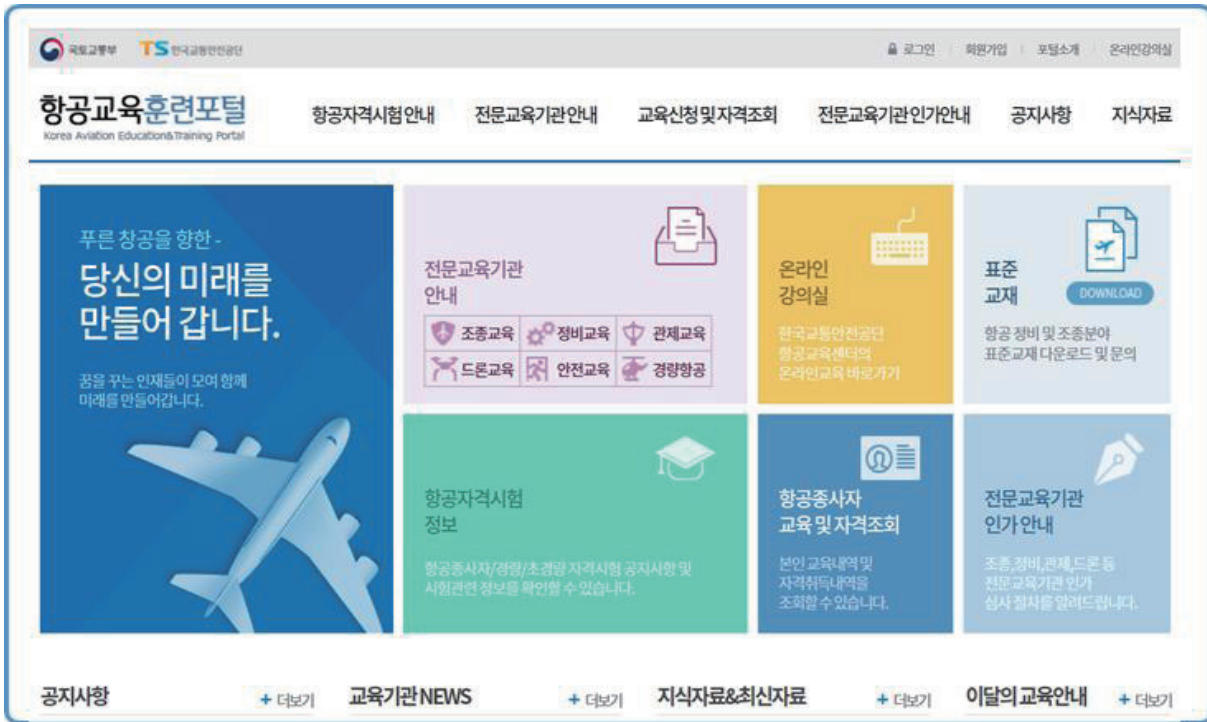 국토교통부
TS 한국교통안전공단
로그인
회원가입
포털소개
온라인강의실
항공교육훈련포털
Korea Aviation Education&Training Portal
항공자격시험 안내
전문교육기관 안내
교육신청 및 자격조회
전문교육기관 인가안내
공지사항
지식자료
푸른 창공을 향한 -
당신의 미래를
만들어 갑니다.
꿈을 꾸는 인재들이 모여 함께
미래를 만들어갑니다.
전문교육기관
안내
조종교육
정비교육
관제교육
드론교육
안전교육
경량항공
온라인
강의실
한국교통안전공단
항공교육센터의
온라인교육 바로가기
표준
교재
DOWNLOAD
항공 정비 및 조종분야
표준교재 다운로드 및 문의
항공자격시험
정보
항공종사자/경량/초경량 자격시험 공지사항 및
시험관련 정보를 확인할 수 있습니다.
항공종사자
교육 및 자격조회
본인 교육내역 및
자격취득내역을
조회할 수 있습니다.
전문교육기관
인가 안내
조종,정비,관제,드론 등
전문교육기관 인가
심사 절차를 알려드립니다.
공지사항
+ 더보기
교육기관 NEWS
+ 더보기
지식자료&최신자료
+ 더보기
이달의 교육안내
+ 더보기